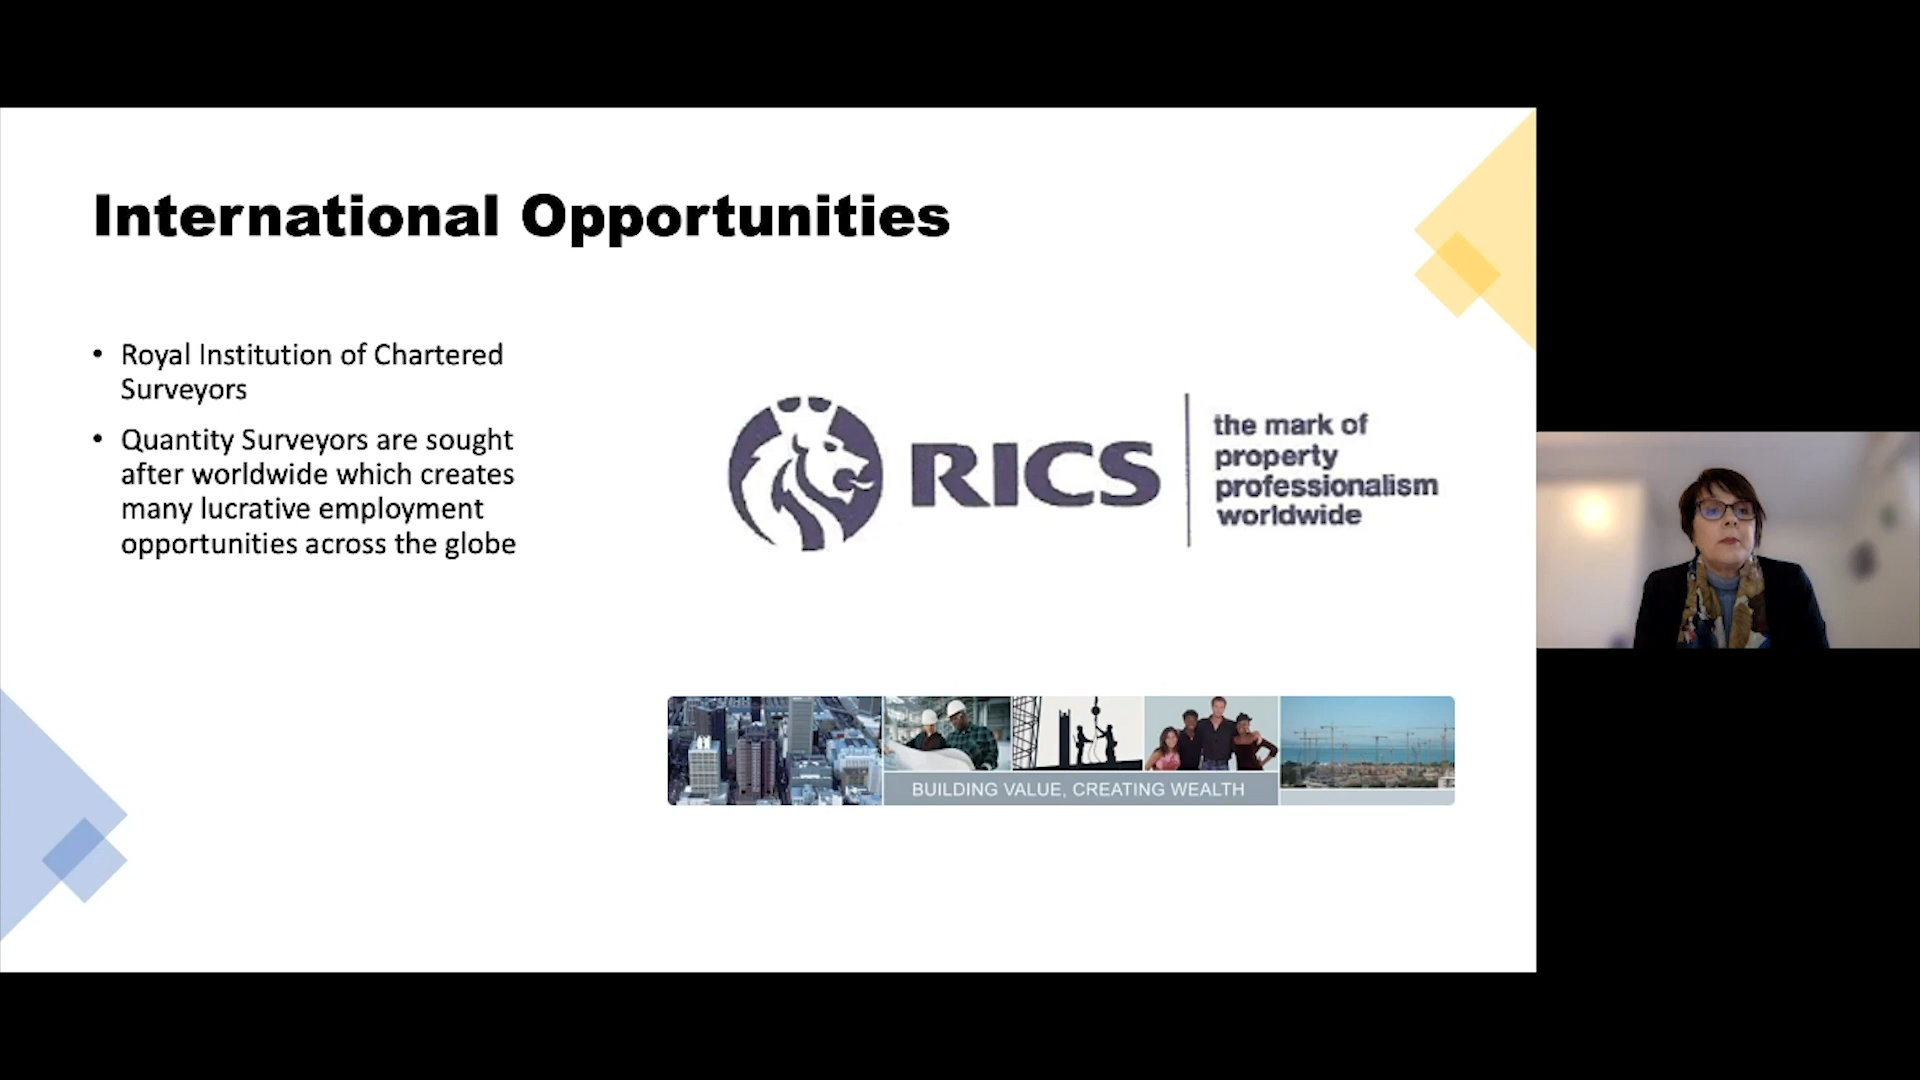 International Opportunities
• Royal Institution of Chartered
Surveyors
• Quantity Surveyors are sought
after worldwide which creates
many lucrative employment
opportunities across the globe
RICS
the mark of
property
professionalism
worldwide
BUILDING VALUE, CREATING WEALTH